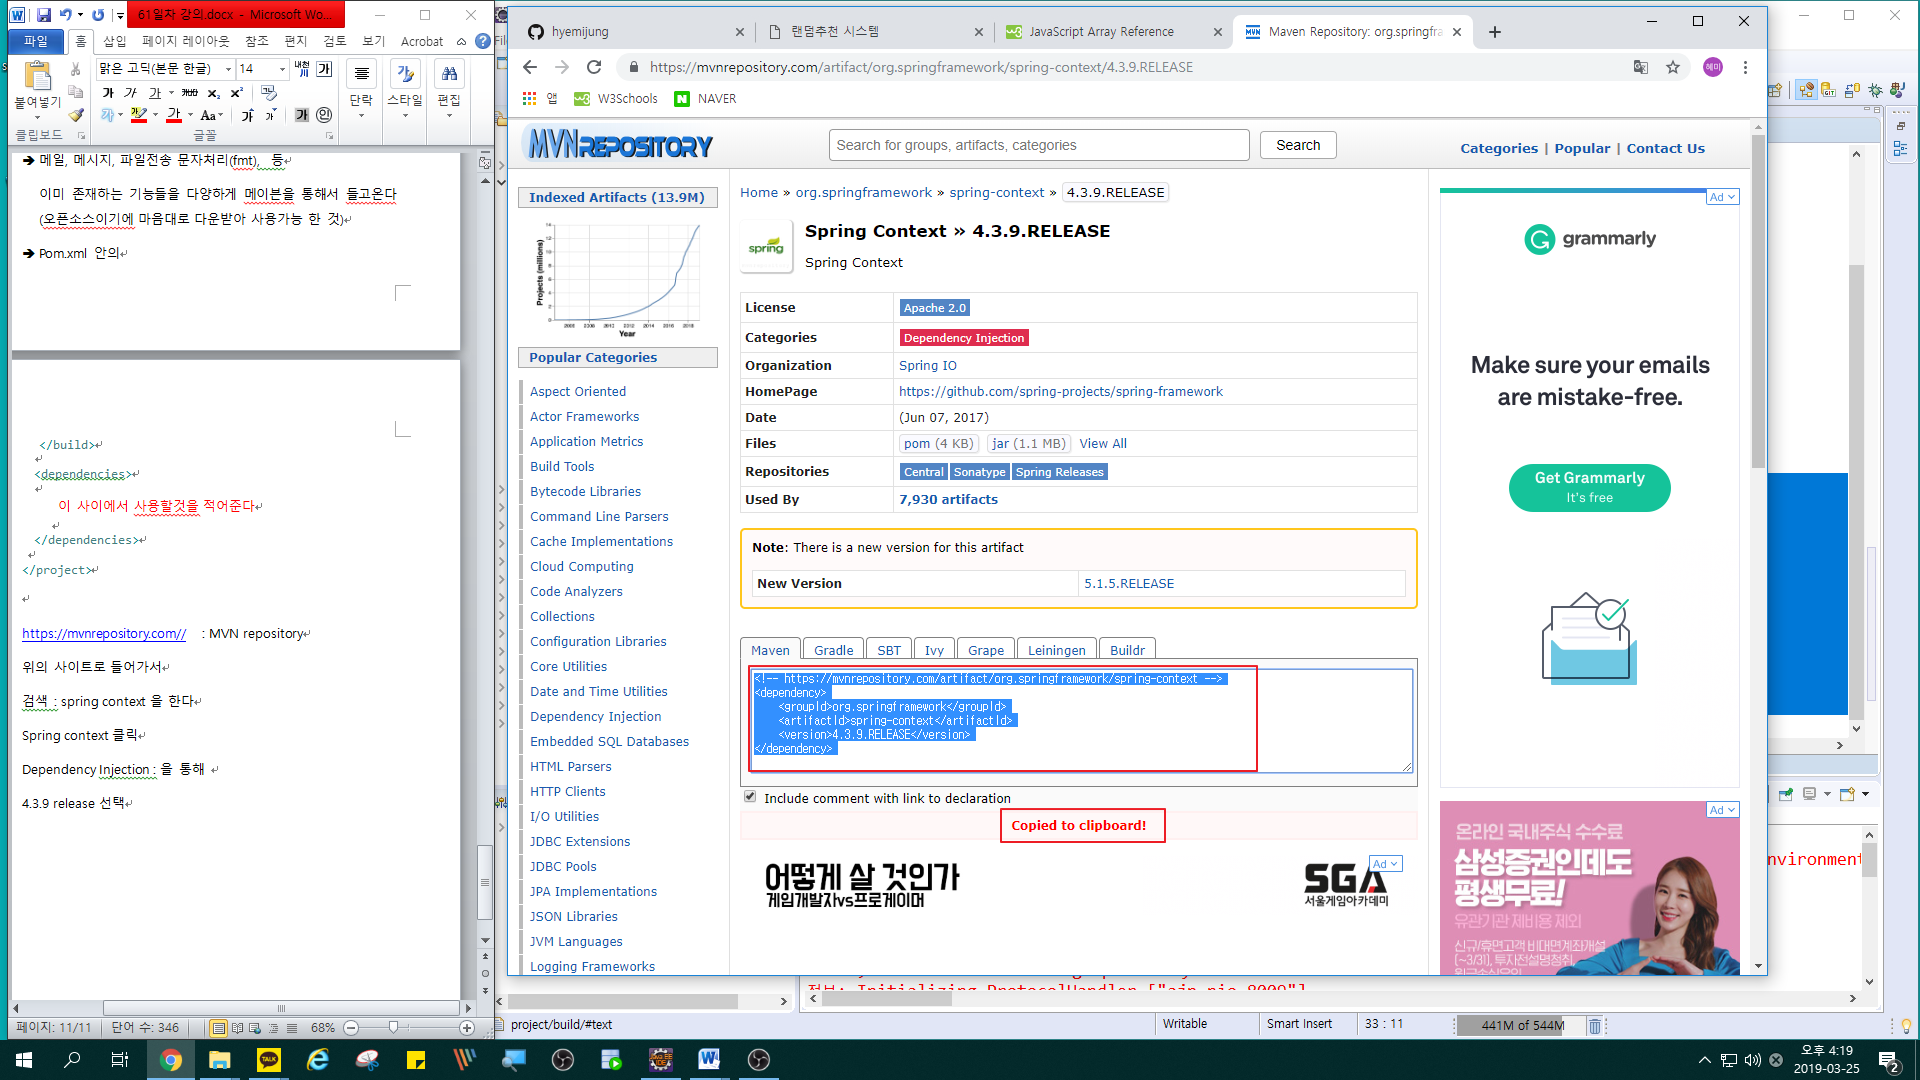 61일차 강의.docx - Microsoft Wo...
파일 홈 삽입 페이지 레이아웃 참조 편지 검토 보기 Acrobat
맑은 고딕(본문 한글) 14
붙여넣기
단락 스타일 편집
클립보드 글꼴
➔ 메일, 메시지, 파일전송 문자처리(fmt), 등
이미 존재하는 기능들을 다양하게 메이븐을 통해서 들고온다
(오픈소스이기에 마음대로 다운받아 사용가능 한 것)
➔ Pom.xml 안의
</build>
<dependencies>
이 사이에서 사용할것을 적어준다
</dependencies>
</project>
https://mvnrepository.com// : MVN repository
위의 사이트로 들어가서
검색 : spring context 을 한다
Spring context 클릭
Dependency Injection : 을 통해
4.3.9 release 선택
페이지: 11/11 단어 수: 346 68%
hyemijung
랜덤추천 시스템
JavaScript Array Reference
Maven Repository: org.springfra
https://mvnrepository.com/artifact/org.springframework/spring-context/4.3.9.RELEASE
혜미
앱 W3Schools NAVER
MVNREPOSITORY
Search for groups, artifacts, categories
Search
Categories | Popular | Contact Us
Indexed Artifacts (13.9M)
Projects (millions)
Year
Popular Categories
Aspect Oriented
Actor Frameworks
Application Metrics
Build Tools
Bytecode Libraries
Command Line Parsers
Cache Implementations
Cloud Computing
Code Analyzers
Collections
Configuration Libraries
Core Utilities
Date and Time Utilities
Dependency Injection
Embedded SQL Databases
HTML Parsers
HTTP Clients
I/O Utilities
JDBC Extensions
JDBC Pools
JPA Implementations
JSON Libraries
JVM Languages
Logging Frameworks
Home » org.springframework » spring-context » 4.3.9.RELEASE
spring
Spring Context » 4.3.9.RELEASE
Spring Context
License Apache 2.0
Categories Dependency Injection
Organization Spring IO
HomePage https://github.com/spring-projects/spring-framework
Date (Jun 07, 2017)
Files pom (4 KB) jar (1.1 MB) View All
Repositories Central Sonatype Spring Releases
Used By 7,930 artifacts
Note: There is a new version for this artifact
New Version 5.1.5.RELEASE
Maven Gradle SBT Ivy Grape Leiningen Buildr
<!-- https://mvnrepository.com/artifact/org.springframework/spring-context -->
<dependency>
<groupId>org.springframework</groupId>
<artifactId>spring-context</artifactId>
<version>4.3.9.RELEASE</version>
</dependency>
Include comment with link to declaration
Copied to clipboard!
어떻게 살 것인가
게임개발자vs프로게이머
Ad
SGA
서울게임아카데미
Ad
grammarly
Make sure your emails
are mistake-free.
Get Grammarly
It's free
Ad
온라인 국내주식 수수료
삼성증권인데도
평생무료!
유관기관 제비용 제외
신규/휴면고객 비대면계좌개설
(~3/31), 투자전설명청취,
nvironment
정보: Initializing ProtocolHandler ["ajp-nio-8009"]
project/build/#text
Writable Smart Insert 33 : 11 441M of 544M
TALK
오후 4:19
2019-03-25
2